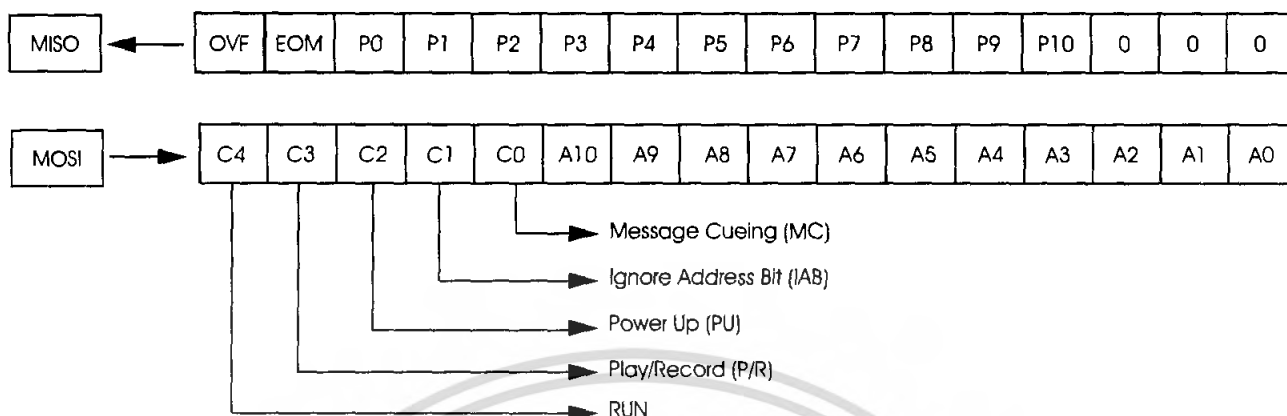 MISO OVF EOM P0 P1 P2 P3 P4 P5 P6 P7 P8 P9 P10 0 0 0
MOSI C4 C3 C2 C1 C0 A10 A9 A8 A7 A6 A5 A4 A3 A2 A1 A0
Message Cueing (MC)
Ignore Address Bit (IAB)
Power Up (PU)
Play/Record (P/R)
RUN